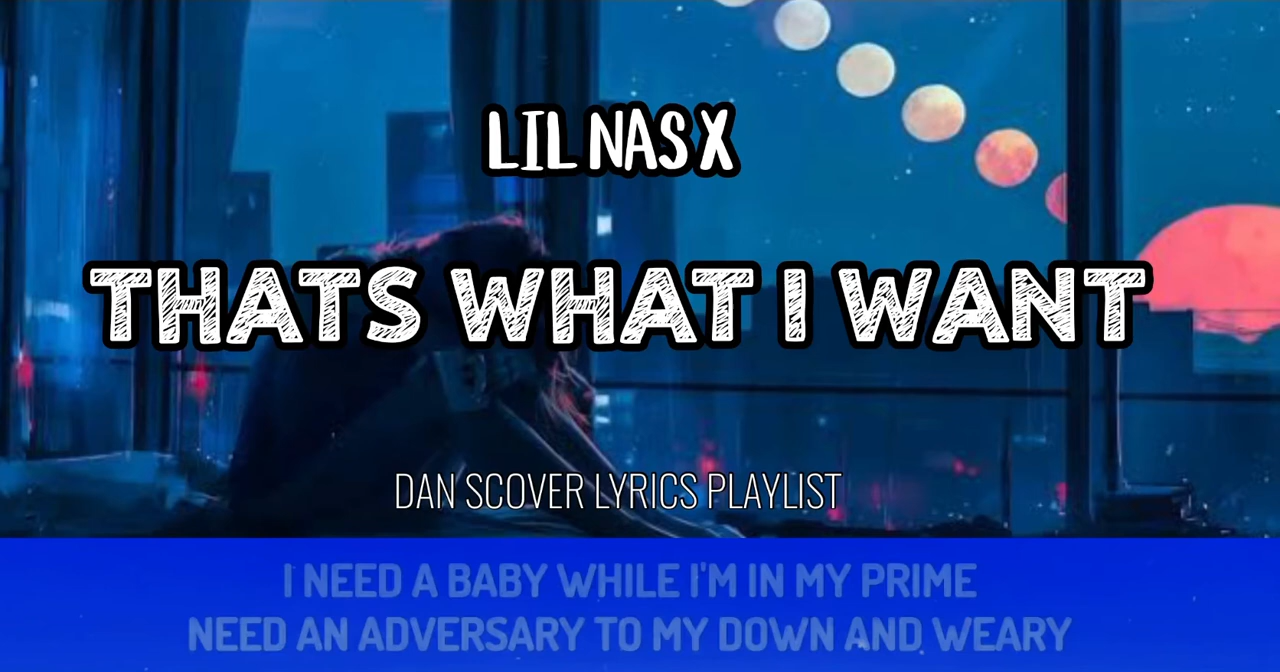 LIL NAS X
THATS WHAT I WANT
DAN SCOVER LYRICS PLAYLIST
I NEED A BABY WHILE I'M IN MY PRIME
NEED AN ADVERSARY TO MY DOWN AND WEARY